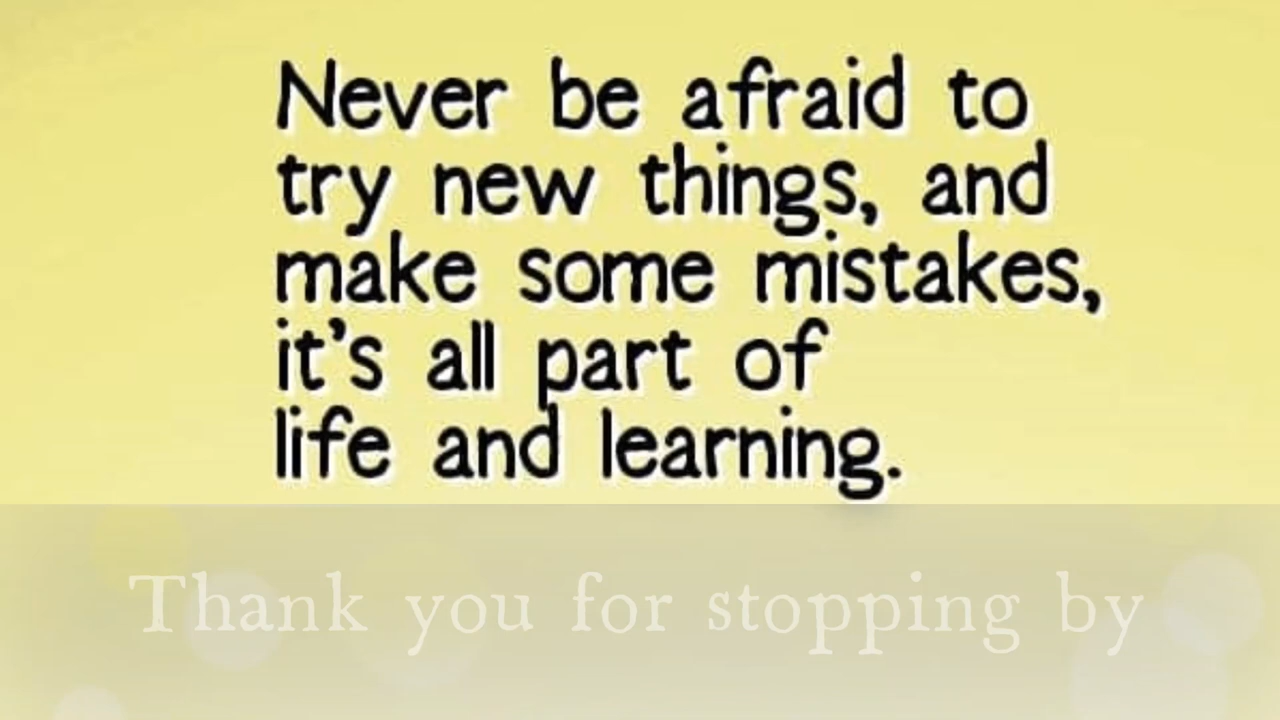 Never be afraid to
try new things, and
make some mistakes,
it's all part of
life and learning.
Thank you for stopping by